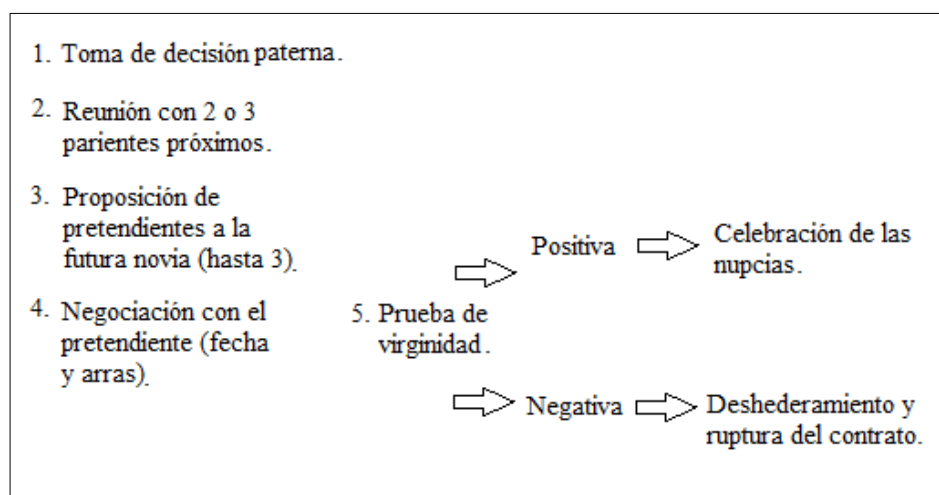 1. Toma de decisión paterna.
2. Reunión con 2 o 3
parientes próximos.
3. Proposición de
pretendientes a la
futura novia (hasta 3).
4. Negociación con el
pretendiente (fecha
y arras).
5. Prueba de
virginidad.
Positiva
Celebración de las
nupcias.
Negativa
Deshederamiento y
ruptura del contrato.